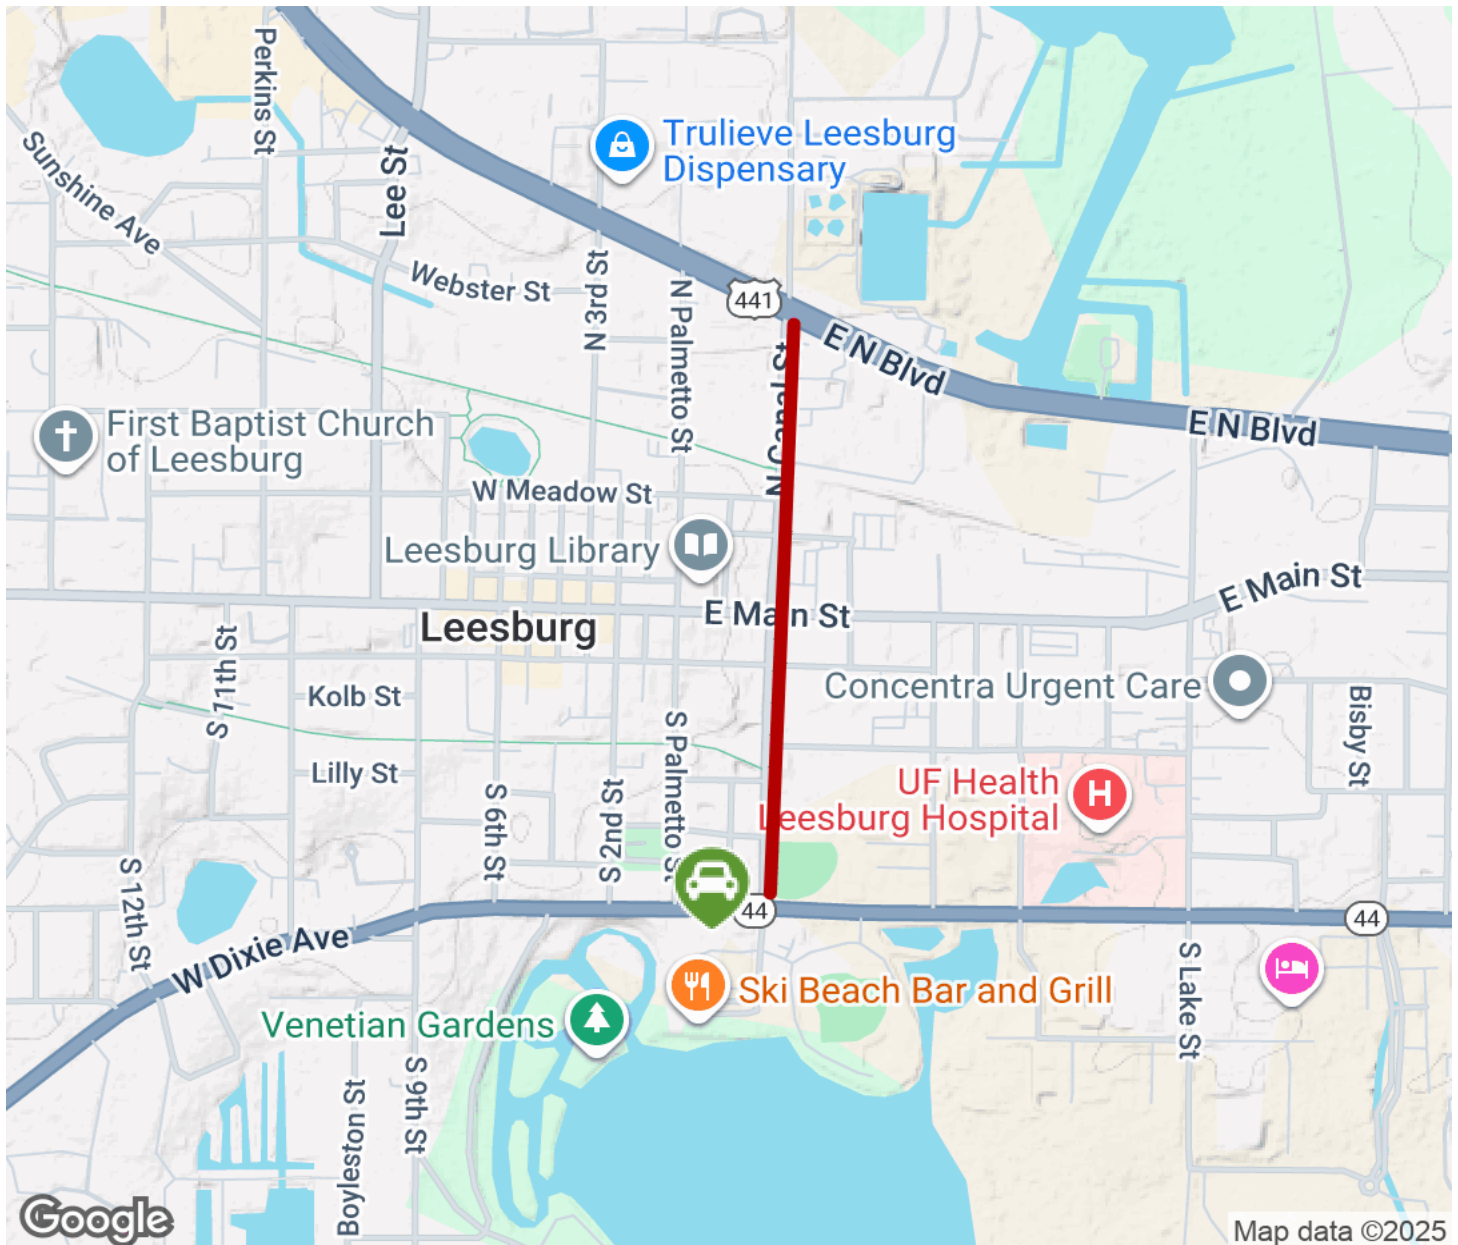 Perkins St
Sunshine Ave
Lee St
Trulieve Leesburg
Dispensary
Webster St
N 3rd St
N Palmetto St
441
E N Blvd
E N Blvd
N Canal St
First Baptist Church
of Leesburg
W Meadow St
Leesburg Library
E Main St
E Main St
Leesburg
S 11th St
Kolb St
Concentra Urgent Care
Bisby St
S Palmetto St
Lilly St
UF Health
Leesburg Hospital
S 6th St
S 2nd St
S 12th St
44
44
W Dixie Ave
Ski Beach Bar and Grill
S Lake St
Venetian Gardens
S 9th St
Boyleston St
Google
Map data ©2025